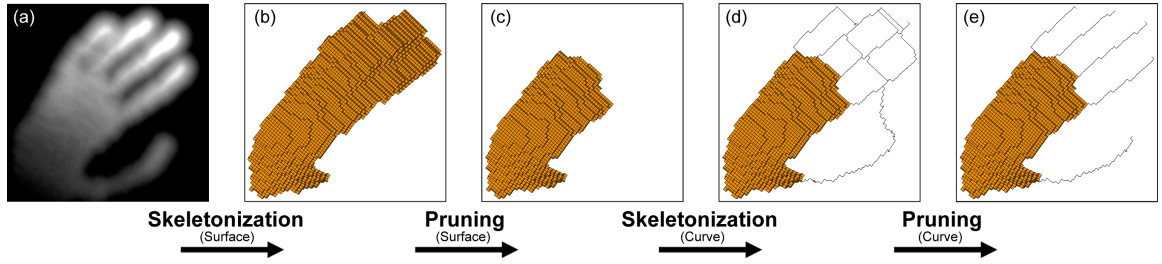 (a)
(b)
(c)
(d)
(e)
Skeletonization
(Surface)
Pruning
(Surface)
Skeletonization
(Curve)
Pruning
(Curve)